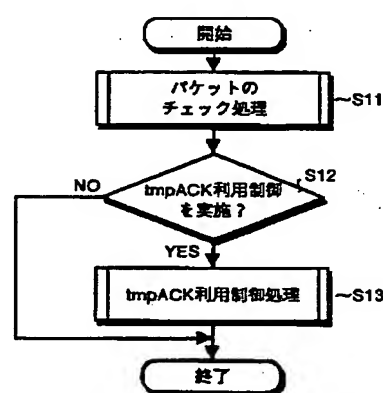 開始
パケットの
チェック処理
S11
tmpACK利用制御
を実施?
S12
NO
YES
tmpACK利用制御処理
S13
終了